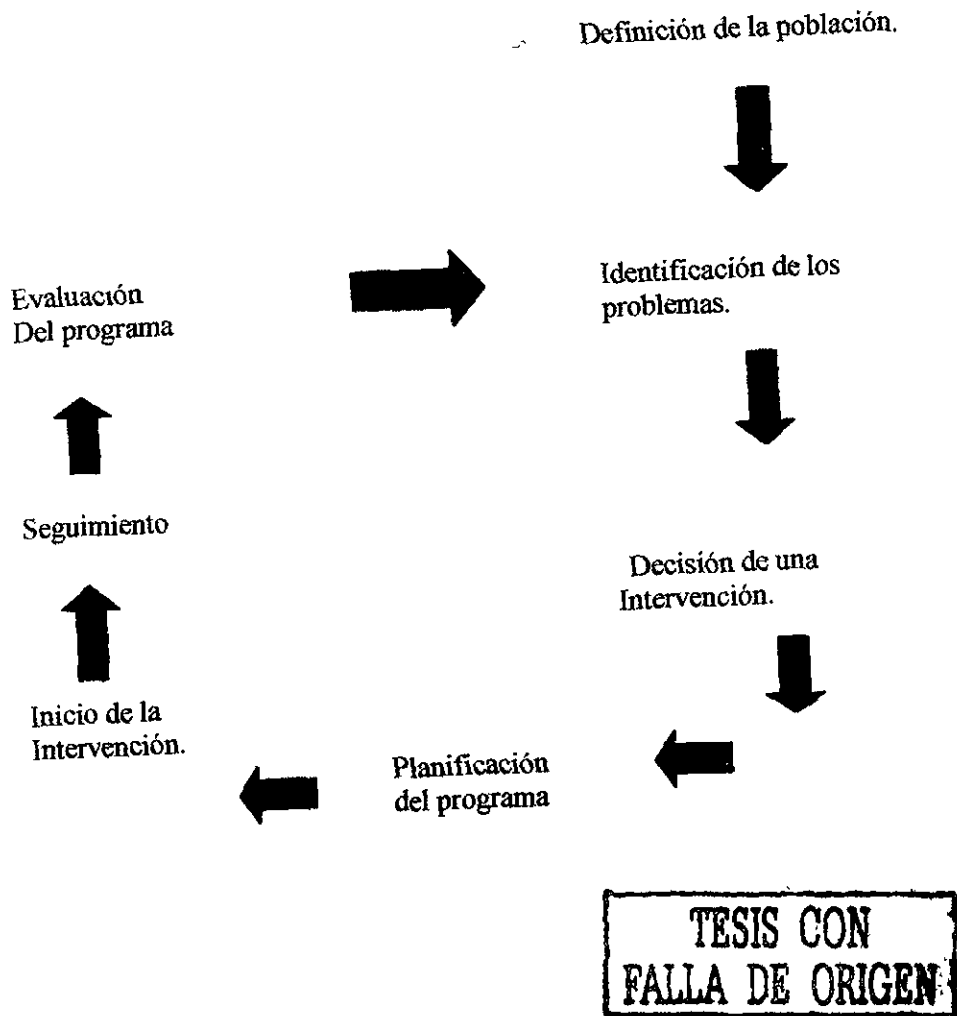 Definición de la población.
Identificación de los
problemas.
Decisión de una
Intervención.
Planificación
del programa
Inicio de la
Intervención.
Seguimiento
Evaluación
Del programa
TESIS CON
FALLA DE ORIGEN